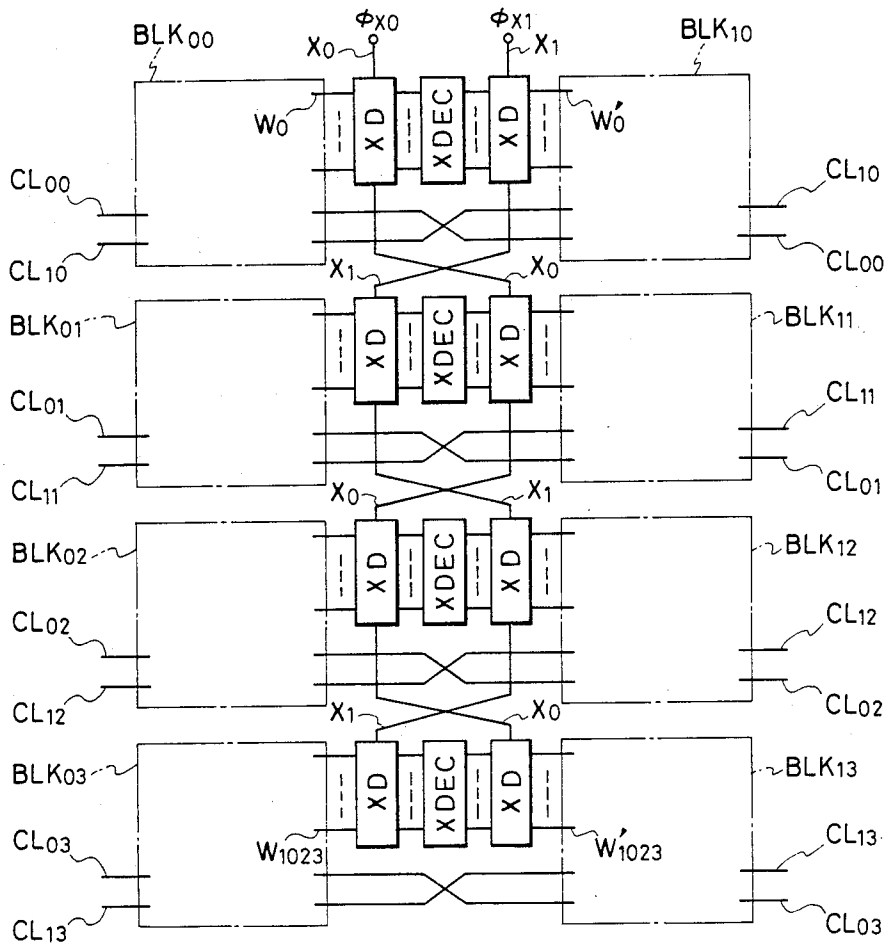 ΦX0 ΦX1
BLK00 X0 X1 BLK10
W0 XD XDEC XD W'0
CL00 CL10
CL10 CL00
X1 X0
BLK01 XD XDEC XD BLK11
CL01 CL11
CL11 CL01
X0 X1
BLK02 XD XDEC XD BLK12
CL02 CL12
CL12 CL02
X1 X0
BLK03 XD XDEC XD BLK13
W1023 W'1023
CL03 CL13
CL13 CL03